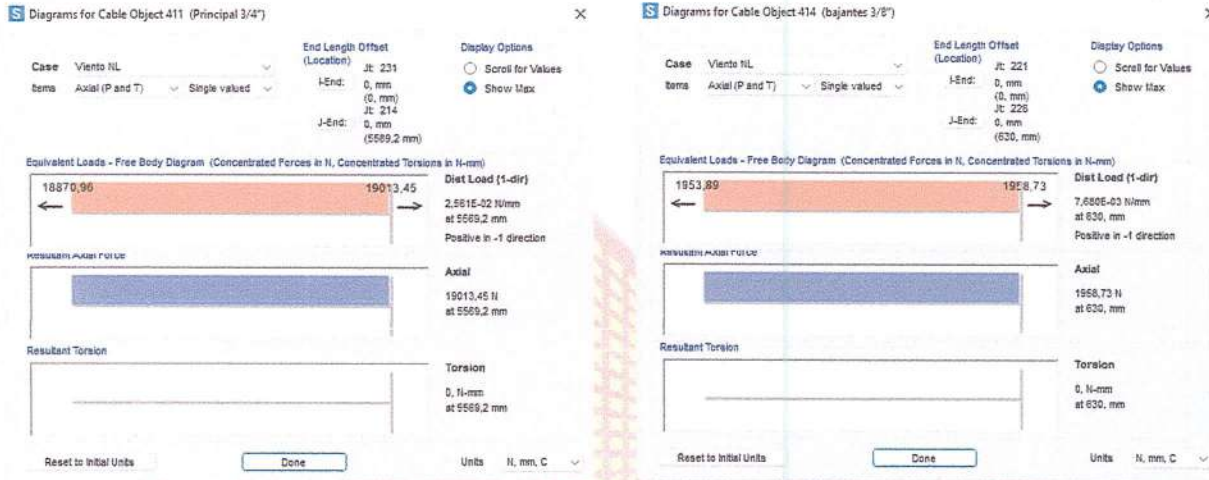 S Diagrams for Cable Object 411 (Principal 3/4")
Case Viento NL
Items Axial (P and T) Single valued
End Length Offset
(Location)
Jt: 231
I-End: 0, mm
(0, mm)
Jt: 214
J-End: 0, mm
(5569,2 mm)
Display Options
Scroll for Values
Show Max
Equivalent Loads - Free Body Diagram (Concentrated Forces in N, Concentrated Torsions in N-mm)
18870,96 19013,45
Dist Load (1-dir)
2,561E-02 N/mm
at 5569,2 mm
Positive in -1 direction
Resultant Axial Force
Axial
19013,45 N
at 5569,2 mm
Resultant Torsion
Torsion
0, N-mm
at 5569,2 mm
Reset to Initial Units
Done
Units N, mm, C
S Diagrams for Cable Object 414 (bajantes 3/8")
Case Viento NL
Items Axial (P and T) Single valued
End Length Offset
(Location)
Jt: 221
I-End: 0, mm
(0, mm)
Jt: 226
J-End: 0, mm
(630, mm)
Display Options
Scroll for Values
Show Max
Equivalent Loads - Free Body Diagram (Concentrated Forces in N, Concentrated Torsions in N-mm)
1953,89 1958,73
Dist Load (1-dir)
7,680E-03 N/mm
at 630, mm
Positive in -1 direction
Resultant Axial Force
Axial
1958,73 N
at 630, mm
Resultant Torsion
Torsion
0, N-mm
at 630, mm
Reset to Initial Units
Done
Units N, mm, C